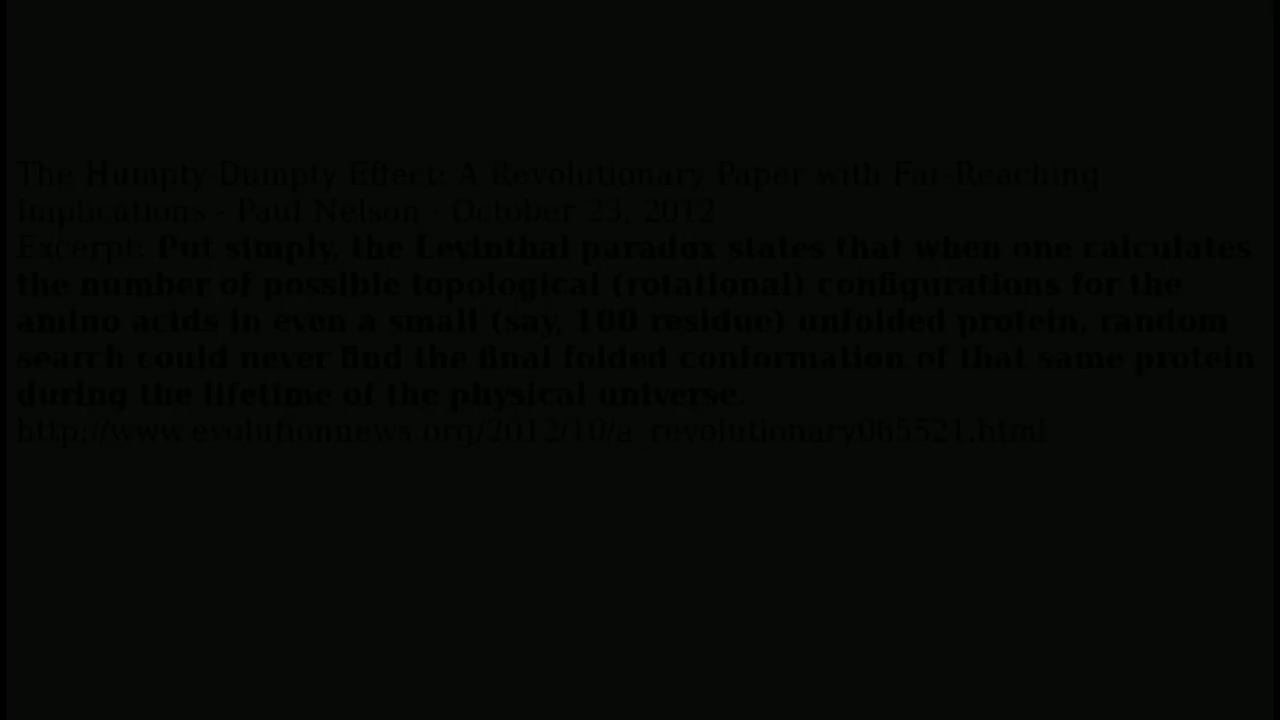 The Humpty-Dumpty Effect: A Revolutionary Paper with Far-Reaching
Implications - Paul Nelson - October 23, 2012
Excerpt: Put simply, the Levinthal paradox states that when one calculates
the number of possible topological (rotational) configurations for the
amino acids in even a small (say, 100 residue) unfolded protein, random
search could never find the final folded conformation of that same protein
during the lifetime of the physical universe.
http://www.evolutionnews.org/2012/10/a_revolutionary065521.html